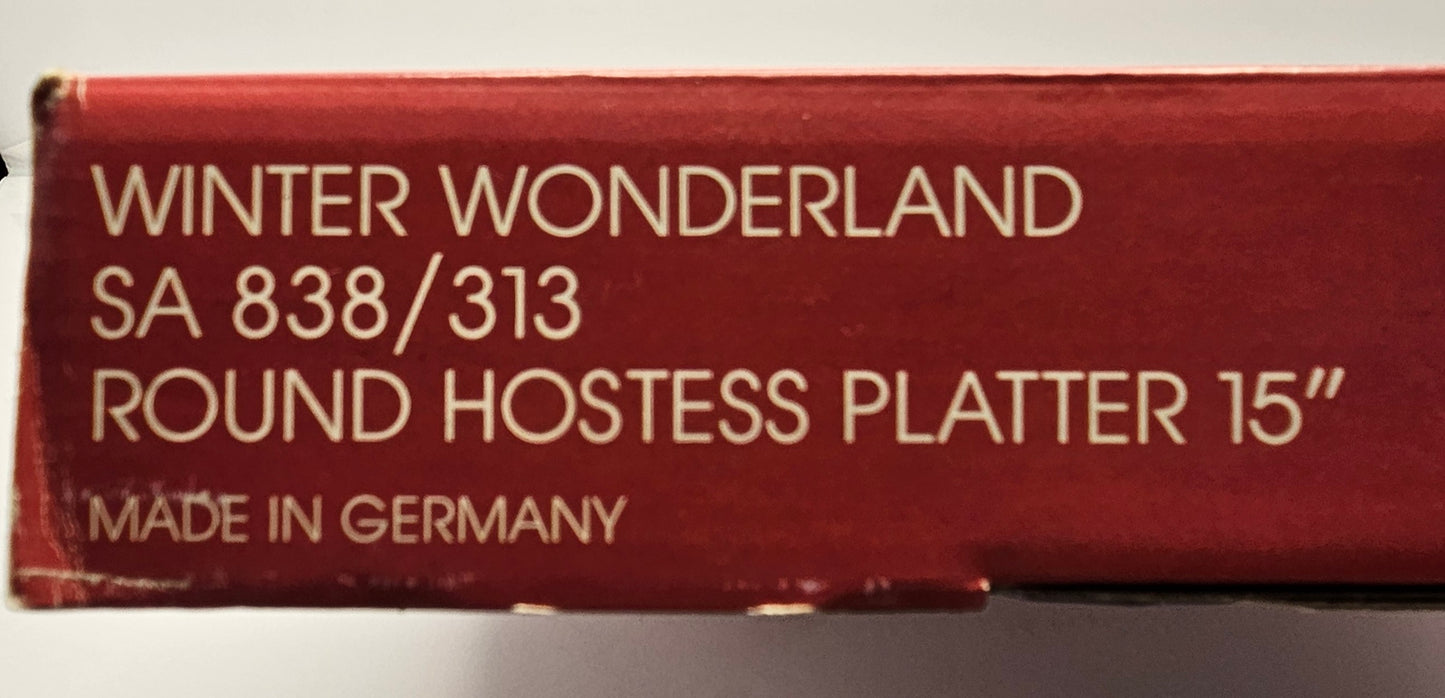 WINTER WONDERLAND
SA 838/313
ROUND HOSTESS PLATTER 15"
MADE IN GERMANY